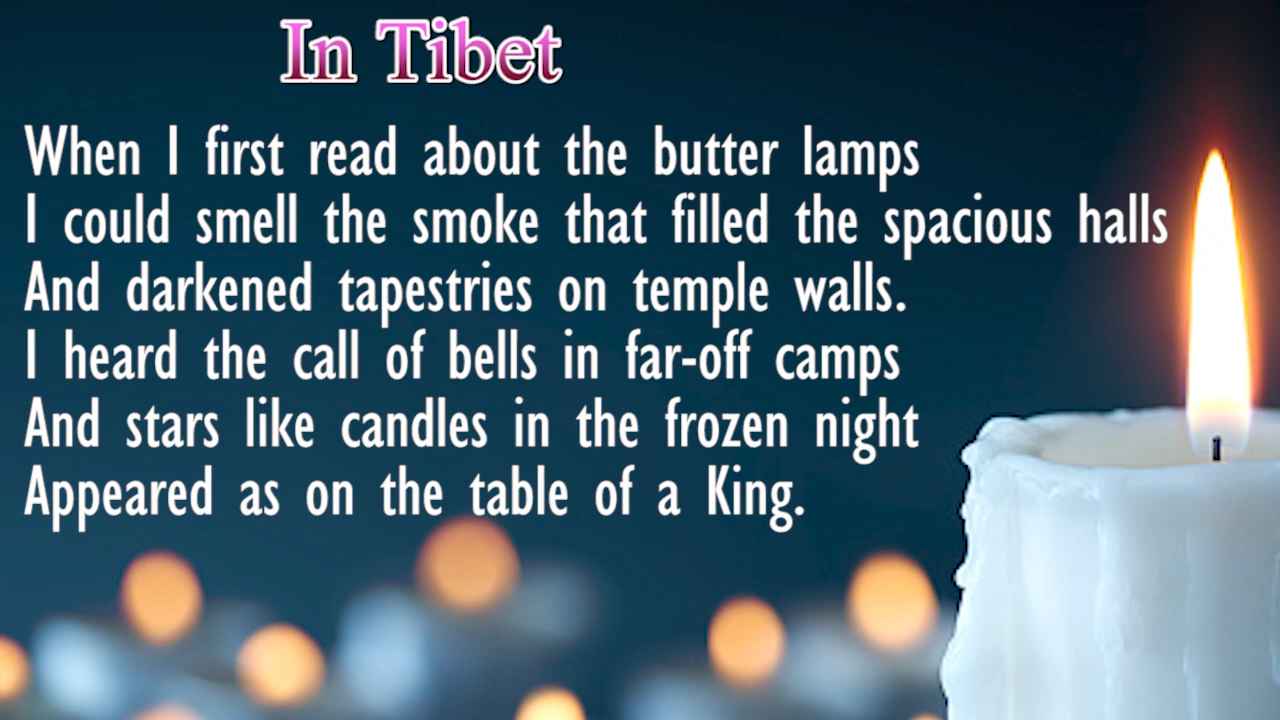 In Tibet
When I first read about the butter lamps
I could smell the smoke that filled the spacious halls
And darkened tapestries on temple walls.
I heard the call of bells in far-off camps
And stars like candles in the frozen night
Appeared as on the table of a King.